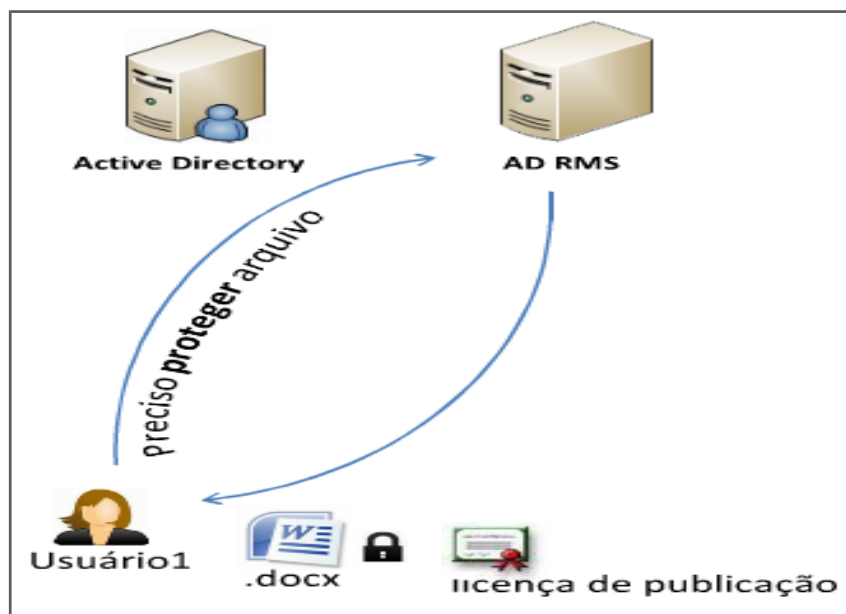 Active Directory
AD RMS
Preciso proteger arquivo
Usuário1
W
.docx
licença de publicação